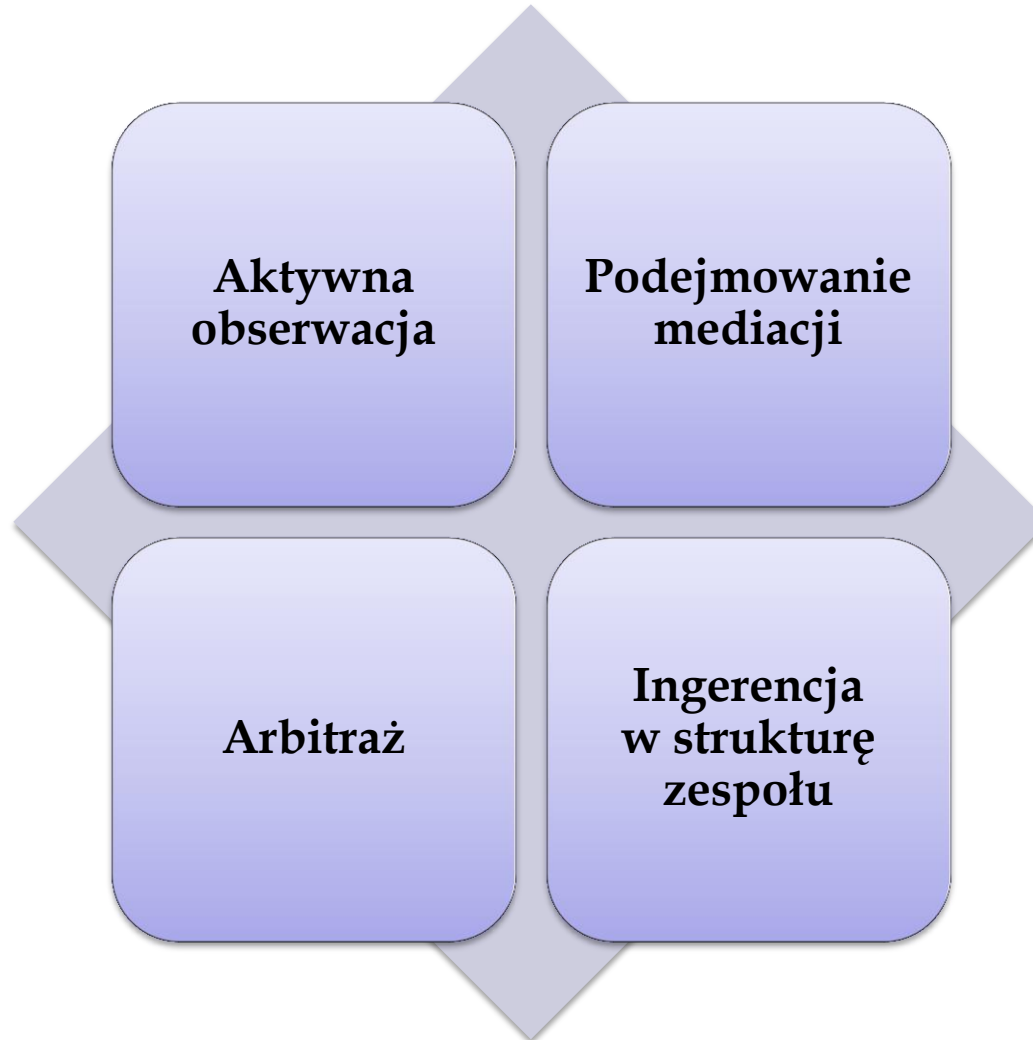 Aktywna
obserwacja
Podejmowanie
mediacji
Arbitraż
Ingerencja
w strukturę
zespołu